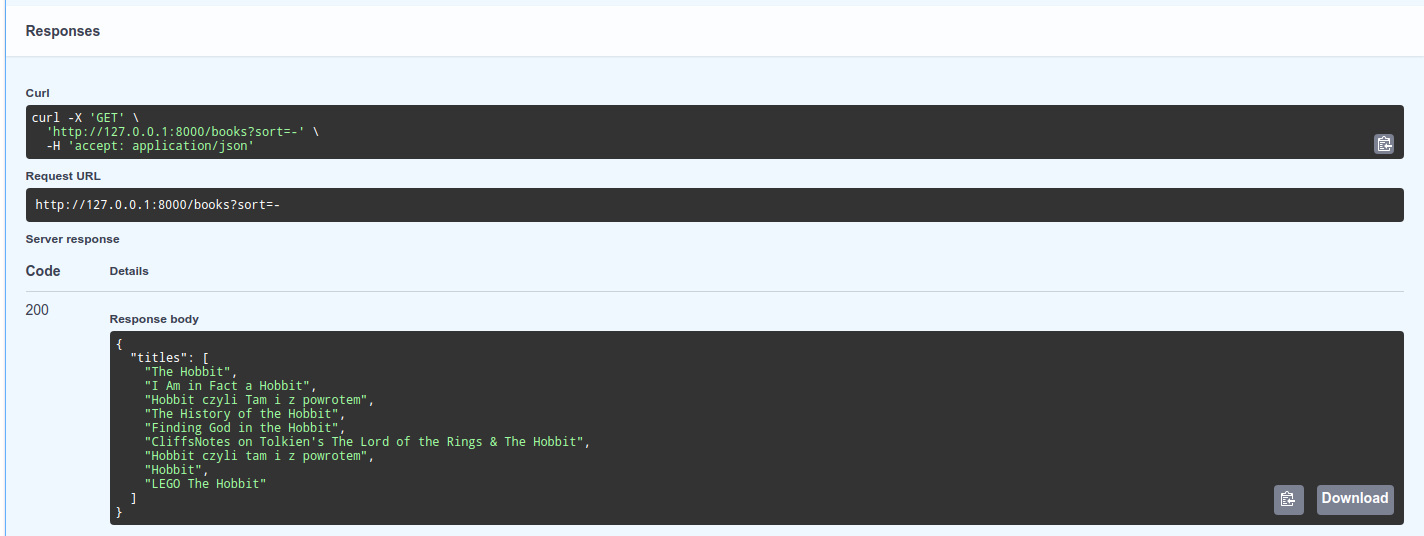 Responses
Curl
curl -X 'GET' \
  'http://127.0.0.1:8000/books?sort=-' \
  -H 'accept: application/json'
Request URL
http://127.0.0.1:8000/books?sort=-
Server response
Code Details
200
Response body
{
  "titles": [
    "The Hobbit",
    "I Am in Fact a Hobbit",
    "Hobbit czyli Tam i z powrotem",
    "The History of the Hobbit",
    "Finding God in the Hobbit",
    "CliffsNotes on Tolkien's The Lord of the Rings & The Hobbit",
    "Hobbit czyli tam i z powrotem",
    "Hobbit",
    "LEGO The Hobbit"
  ]
}
Download